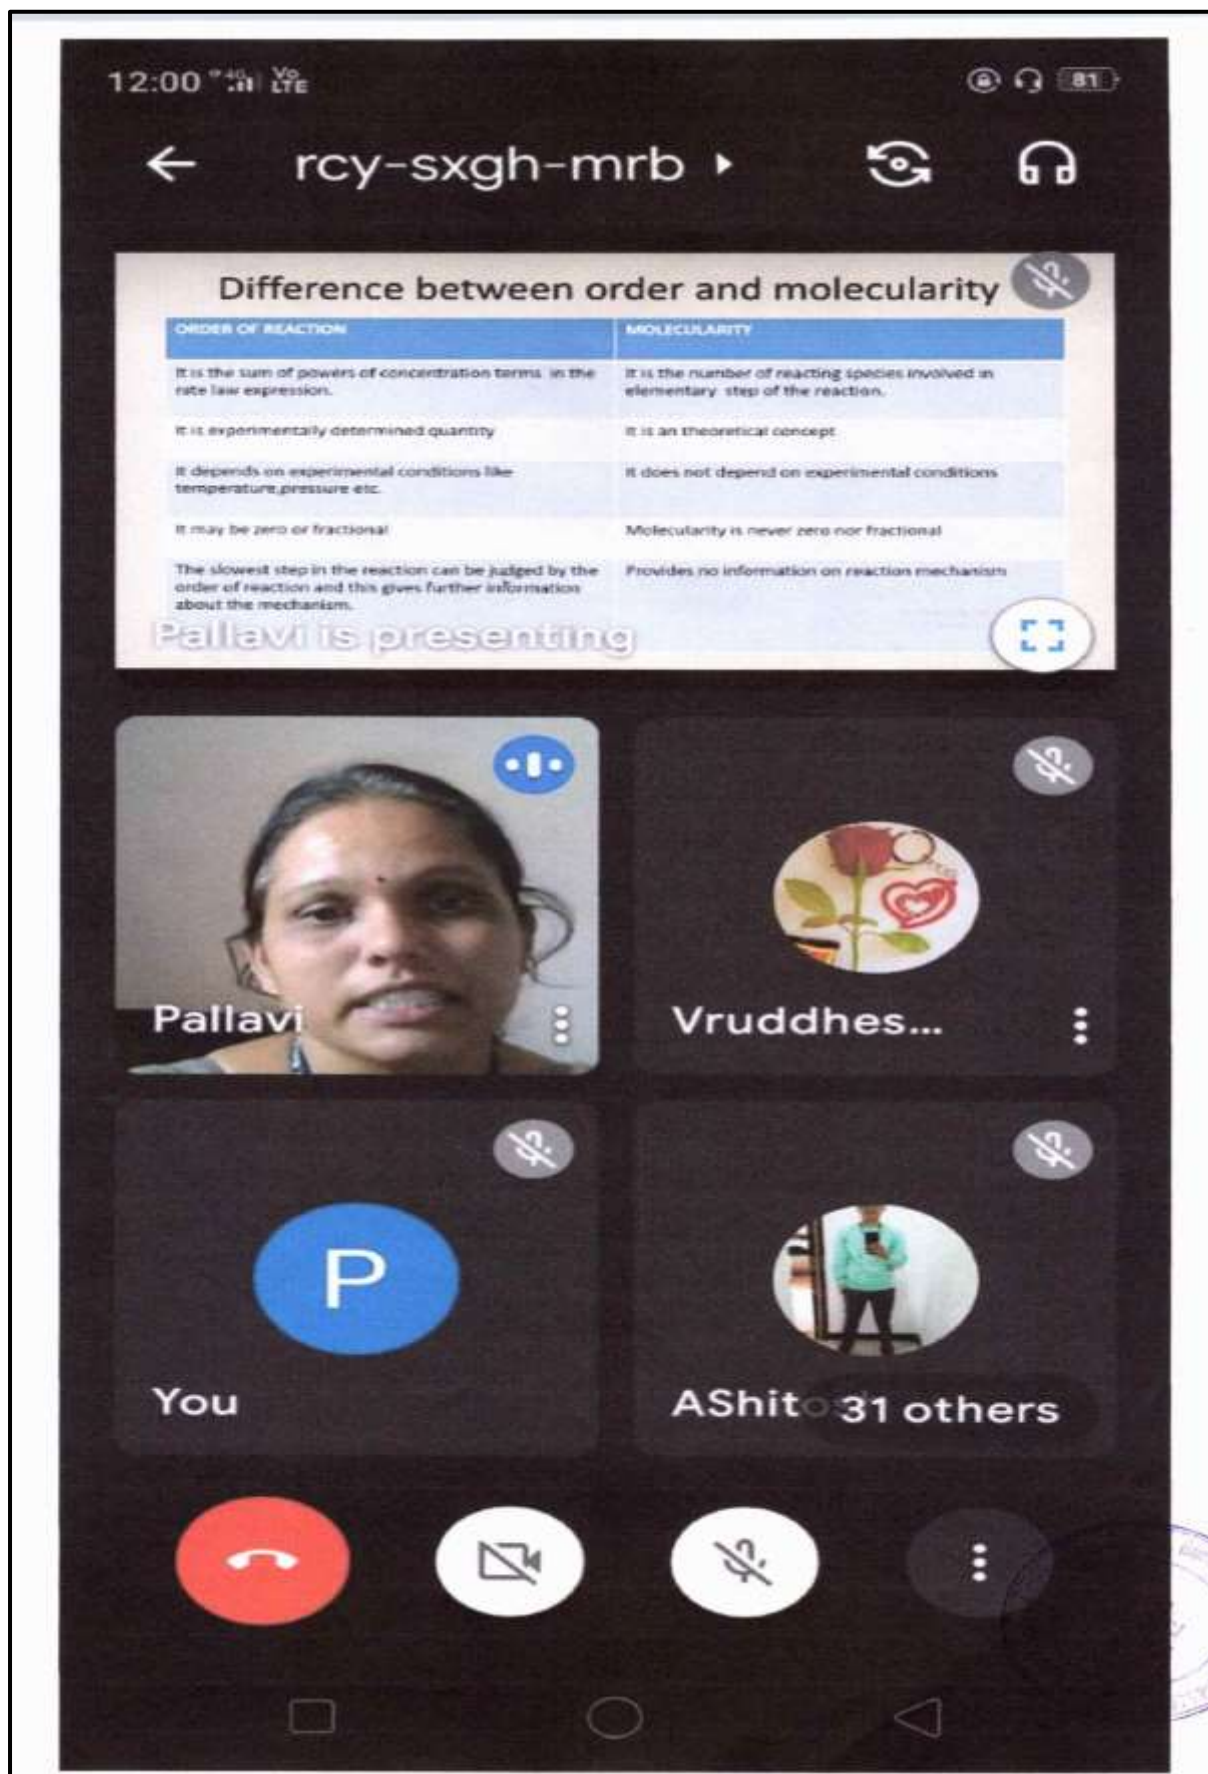 12:00 4G Vo LTE 81
rcy-sxgh-mrb
Difference between order and molecularity
ORDER OF REACTION
MOLECULARITY
It is the sum of powers of concentration terms in the
rate law expression.
It is the number of reacting species involved in
elementary step of the reaction.
It is experimentally determined quantity
It is an theoretical concept
It depends on experimental conditions like
temperature,pressure etc.
It does not depend on experimental conditions
It may be zero or fractional
Molecularity is never zero nor fractional
The slowest step in the reaction can be judged by the
order of reaction and this gives further information
about the mechanism.
Provides no information on reaction mechanism
Pallavi is presenting
Pallavi
Vruddhes...
P
You
AShit
31 others